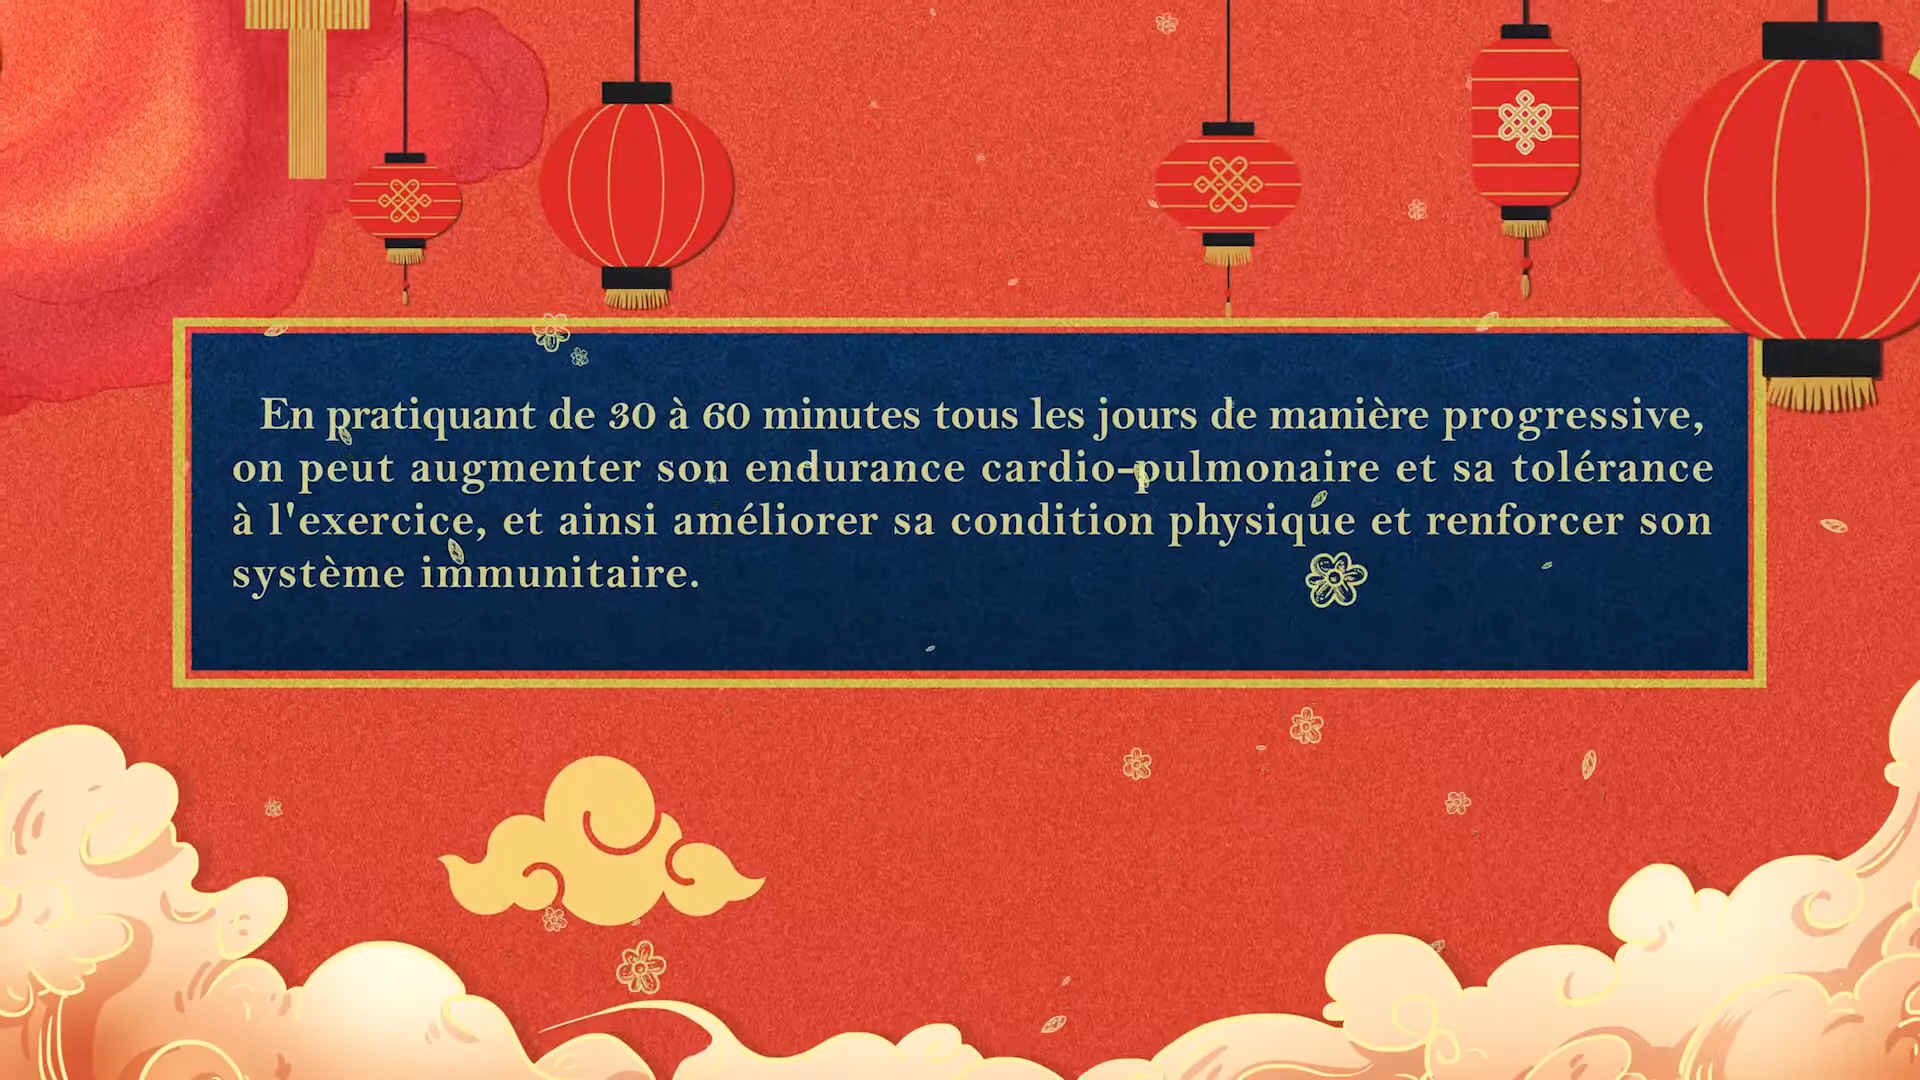 En pratiquant de 30 à 60 minutes tous les jours de manière progressive,
on peut augmenter son endurance cardio-pulmonaire et sa tolérance
à l'exercice, et ainsi améliorer sa condition physique et renforcer son
système immunitaire.